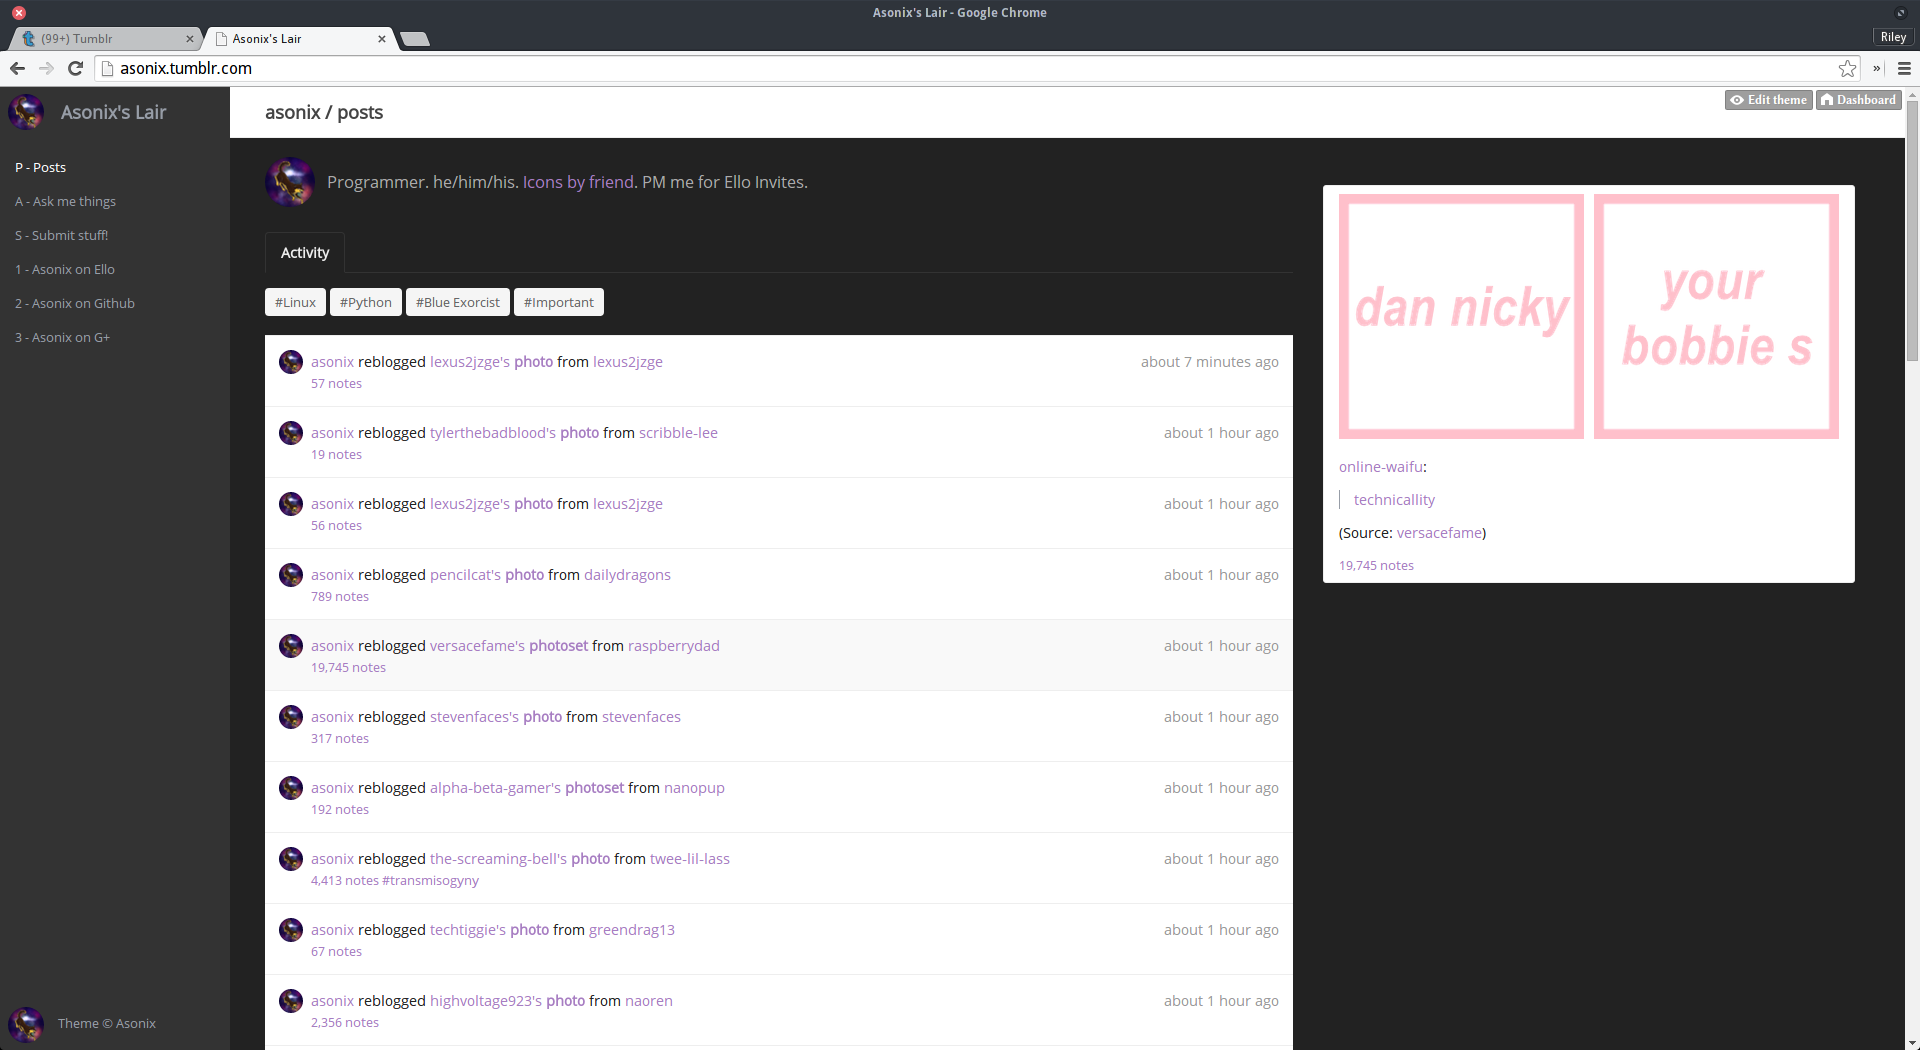 Asonix's Lair - Google Chrome
(99+) Tumblr
Asonix's Lair
Riley
asonix.tumblr.com
»
Asonix's Lair
P - Posts
A - Ask me things
S - Submit stuff!
1 - Asonix on Ello
2 - Asonix on Github
3 - Asonix on G+
Theme © Asonix
asonix / posts
Edit theme
Dashboard
Programmer. he/him/his. Icons by friend. PM me for Ello Invites.
Activity
#Linux #Python #Blue Exorcist #Important
asonix reblogged lexus2jzge's photo from lexus2jzge about 7 minutes ago
57 notes
asonix reblogged tylerthebadblood's photo from scribble-lee about 1 hour ago
19 notes
asonix reblogged lexus2jzge's photo from lexus2jzge about 1 hour ago
56 notes
asonix reblogged pencilcat's photo from dailydragons about 1 hour ago
789 notes
asonix reblogged versacefame's photoset from raspberrydad about 1 hour ago
19,745 notes
asonix reblogged stevenfaces's photo from stevenfaces about 1 hour ago
317 notes
asonix reblogged alpha-beta-gamer's photoset from nanopup about 1 hour ago
192 notes
asonix reblogged the-screaming-bell's photo from twee-lil-lass about 1 hour ago
4,413 notes #transmisogyny
asonix reblogged techtiggie's photo from greendrag13 about 1 hour ago
67 notes
asonix reblogged highvoltage923's photo from naoren about 1 hour ago
2,356 notes
dan nicky
your
bobbie s
online-waifu:
technicallity
(Source: versacefame)
19,745 notes